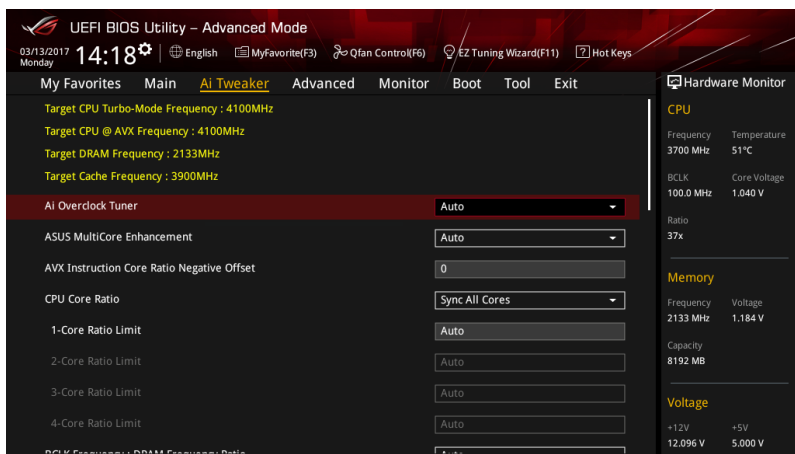 UEFI BIOS Utility – Advanced Mode
03/13/2017 Monday 14:18 English MyFavorite(F3) Qfan Control(F6) EZ Tuning Wizard(F11) ? Hot Keys
My Favorites Main Ai Tweaker Advanced Monitor Boot Tool Exit
Target CPU Turbo-Mode Frequency : 4100MHz
Target CPU @ AVX Frequency : 4100MHz
Target DRAM Frequency : 2133MHz
Target Cache Frequency : 3900MHz
Ai Overclock Tuner Auto
ASUS MultiCore Enhancement Auto
AVX Instruction Core Ratio Negative Offset 0
CPU Core Ratio Sync All Cores
1-Core Ratio Limit Auto
2-Core Ratio Limit Auto
3-Core Ratio Limit Auto
4-Core Ratio Limit Auto
BCLK Frequency : DRAM Frequency Ratio Auto
Hardware Monitor
CPU
Frequency Temperature
3700 MHz 51°C
BCLK Core Voltage
100.0 MHz 1.040 V
Ratio
37x
Memory
Frequency Voltage
2133 MHz 1.184 V
Capacity
8192 MB
Voltage
+12V +5V
12.096 V 5.000 V